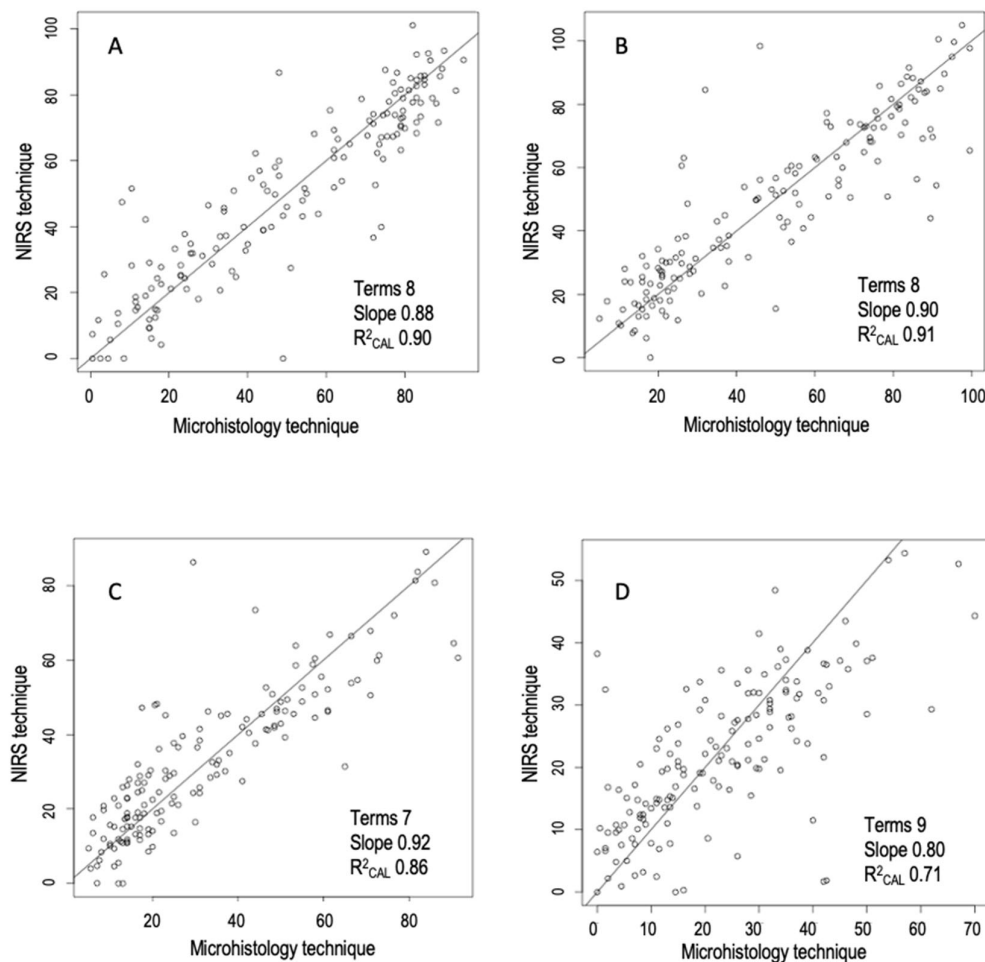 A
NIRS technique
100
80
60
40
20
0
Terms 8
Slope 0.88
R²CAL 0.90
0 20 40 60 80
Microhistology technique
B
NIRS technique
100
80
60
40
20
0
Terms 8
Slope 0.90
R²CAL 0.91
20 40 60 80 100
Microhistology technique
C
NIRS technique
80
60
40
20
0
Terms 7
Slope 0.92
R²CAL 0.86
20 40 60 80
Microhistology technique
D
NIRS technique
50
40
30
20
10
0
Terms 9
Slope 0.80
R²CAL 0.71
0 10 20 30 40 50 60 70
Microhistology technique